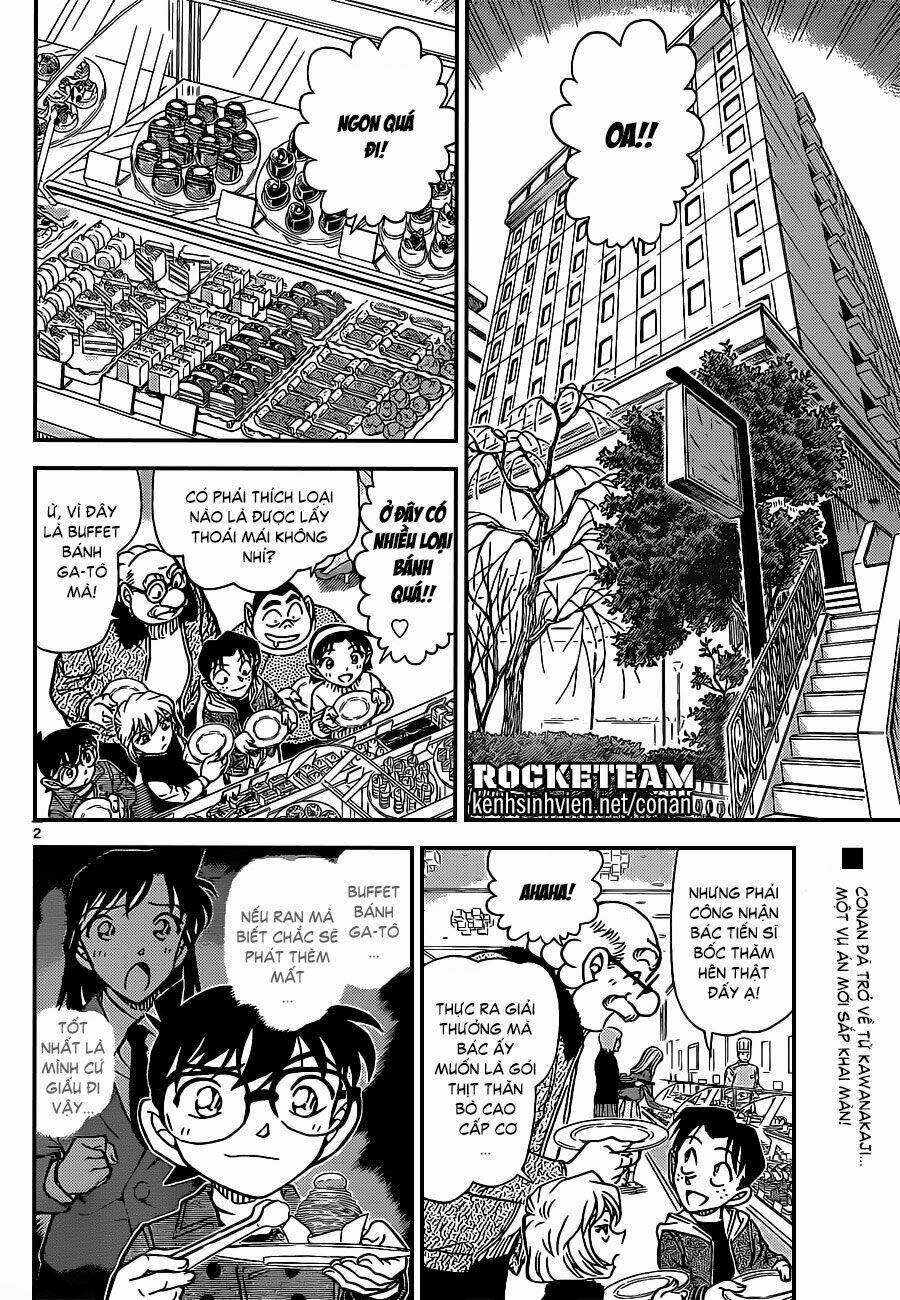 OA!!
NGON QUÁ
ĐI!
Ở ĐÂY CÓ
NHIỀU LOẠI
BÁNH
QUÁ!!
CÓ PHẢI THÍCH LOẠI
NÀO LÀ ĐƯỢC LẤY
THOẢI MÁI KHÔNG
NHỈ?
Ừ, VÌ ĐÂY
LÀ BUFFET
BÁNH
GA-TÔ
MÀ!
ROCKETEAM
kenhsinhvien.net/conan
2
CONAN ĐÃ TRỞ VỀ TỪ KAWANAKAJI...
MỘT VỤ ÁN MỚI SẮP KHAI MÀN!
NHƯNG PHẢI
CÔNG NHẬN
BÁC TIẾN SĨ
BỐC THĂM
HÊN THẬT
ĐẤY Ạ!
AHAHA!
THỰC RA GIẢI
THƯỞNG MÀ
BÁC ẤY
MUỐN LÀ GÓI
THỊT THĂN
BÒ CAO
CẤP CƠ
...
BUFFET
BÁNH
GA-TÔ
...
NẾU RAN MÀ
BIẾT CHẮC SẼ
PHÁT THÈM
MẤT
...
TỐT
NHẤT LÀ
MÌNH CỨ
GIẤU ĐI
VẬY...